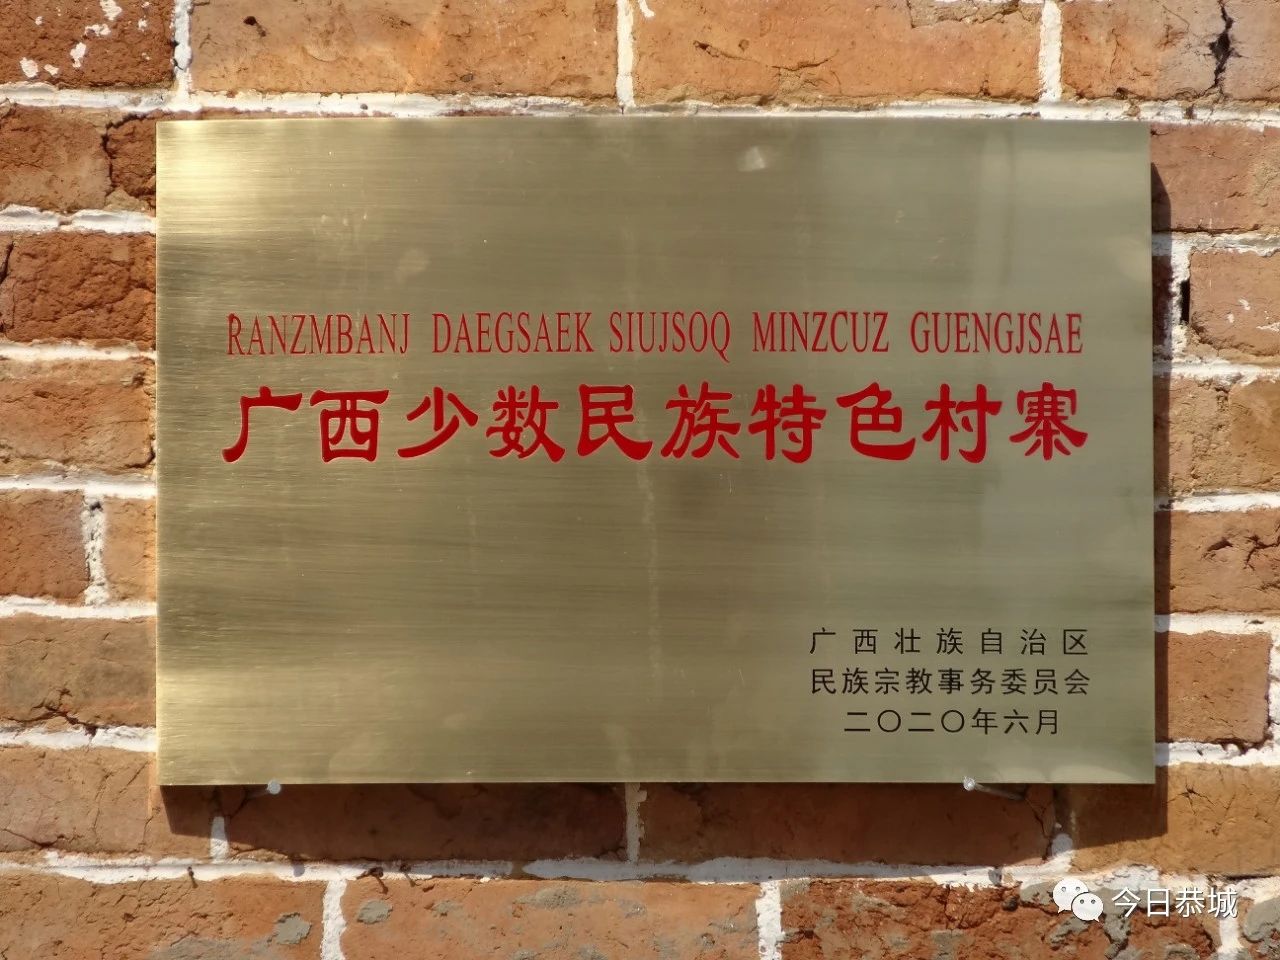 RANZMBANJ DAEGSAEK SIUJSOQ MINZCUZ GUENGJSAE
广西少数民族特色村寨
广西壮族自治区
民族宗教事务委员会
二〇二〇年六月
今日恭城